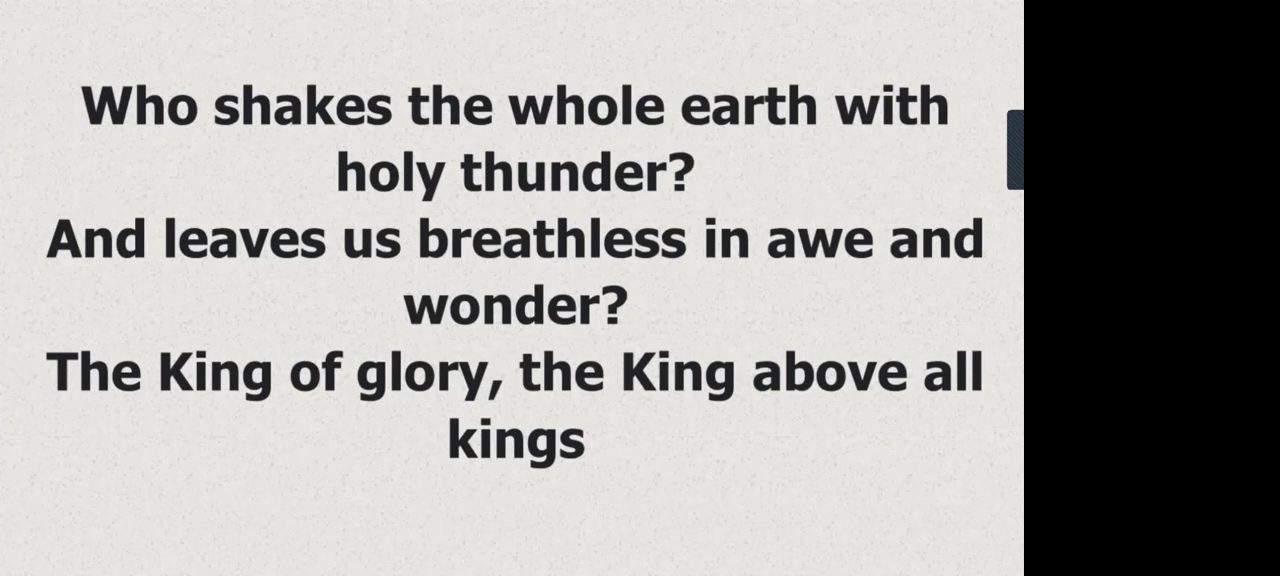 Who shakes the whole earth with
holy thunder?
And leaves us breathless in awe and
wonder?
The King of glory, the King above all
kings